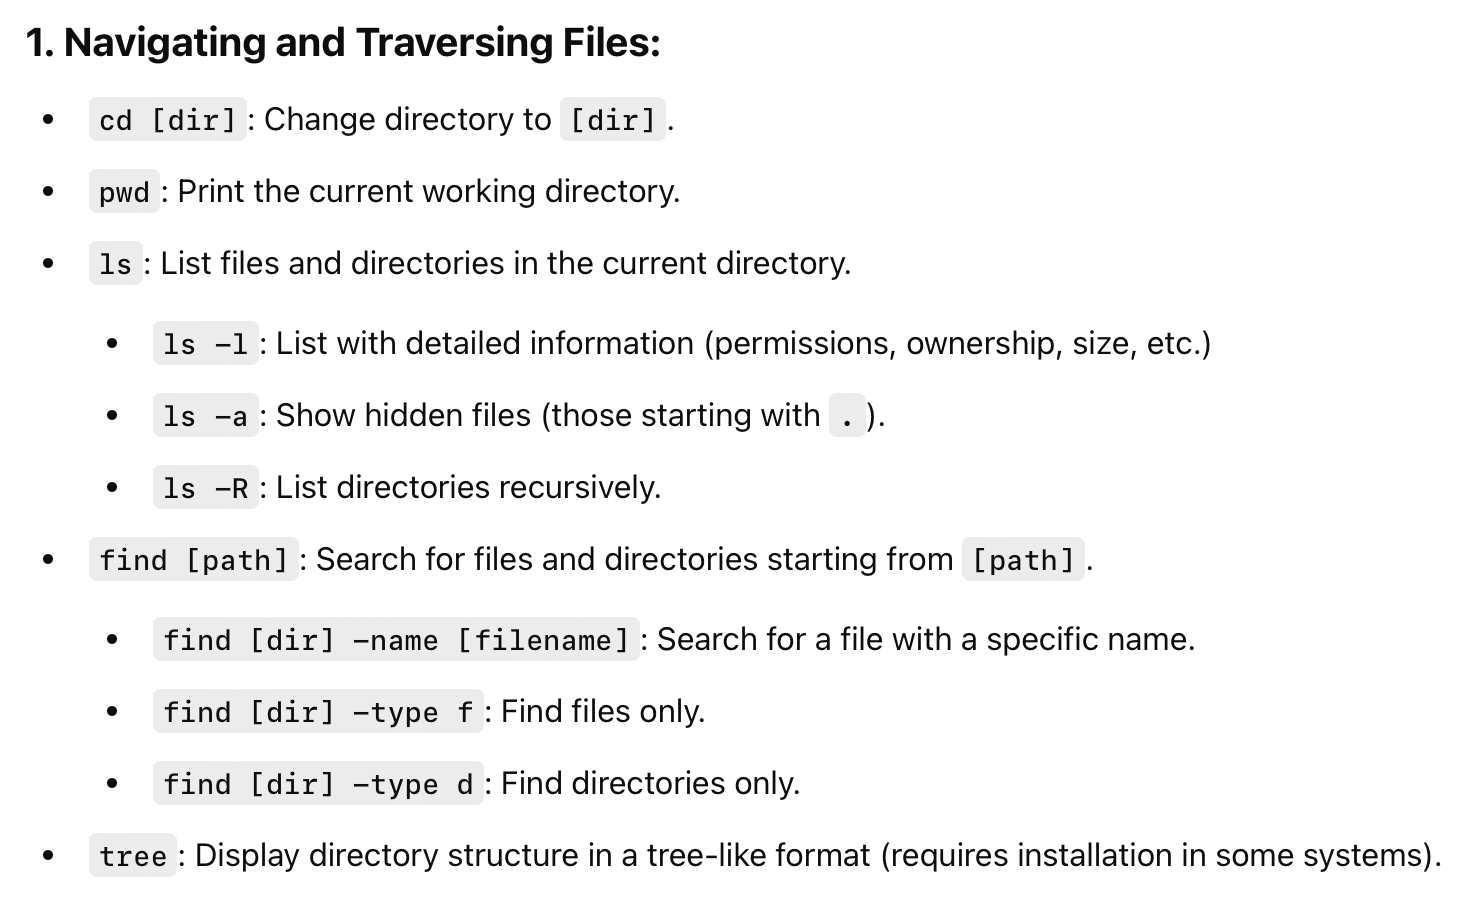 1. Navigating and Traversing Files:
• cd [dir]: Change directory to [dir].
• pwd: Print the current working directory.
• ls: List files and directories in the current directory.
• ls -l: List with detailed information (permissions, ownership, size, etc.)
• ls -a: Show hidden files (those starting with .).
• ls -R: List directories recursively.
• find [path]: Search for files and directories starting from [path].
• find [dir] -name [filename]: Search for a file with a specific name.
• find [dir] -type f: Find files only.
• find [dir] -type d: Find directories only.
• tree: Display directory structure in a tree-like format (requires installation in some systems).